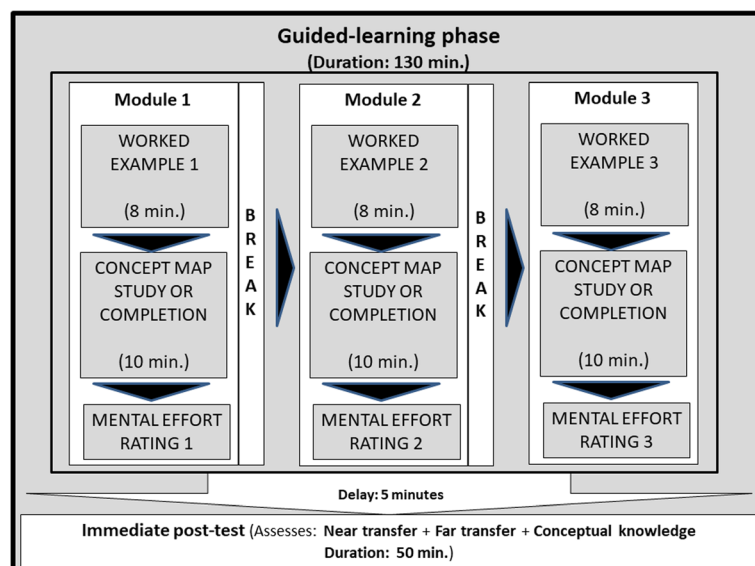 Guided-learning phase
(Duration: 130 min.)
Module 1
WORKED
EXAMPLE 1
(8 min.)
CONCEPT MAP
STUDY OR
COMPLETION
(10 min.)
MENTAL EFFORT
RATING 1
B
R
E
A
K
Module 2
WORKED
EXAMPLE 2
(8 min.)
CONCEPT MAP
STUDY OR
COMPLETION
(10 min.)
MENTAL EFFORT
RATING 2
B
R
E
A
K
Module 3
WORKED
EXAMPLE 3
(8 min.)
CONCEPT MAP
STUDY OR
COMPLETION
(10 min.)
MENTAL EFFORT
RATING 3
Delay: 5 minutes
Immediate post-test (Assesses: Near transfer + Far transfer + Conceptual knowledge
Duration: 50 min.)